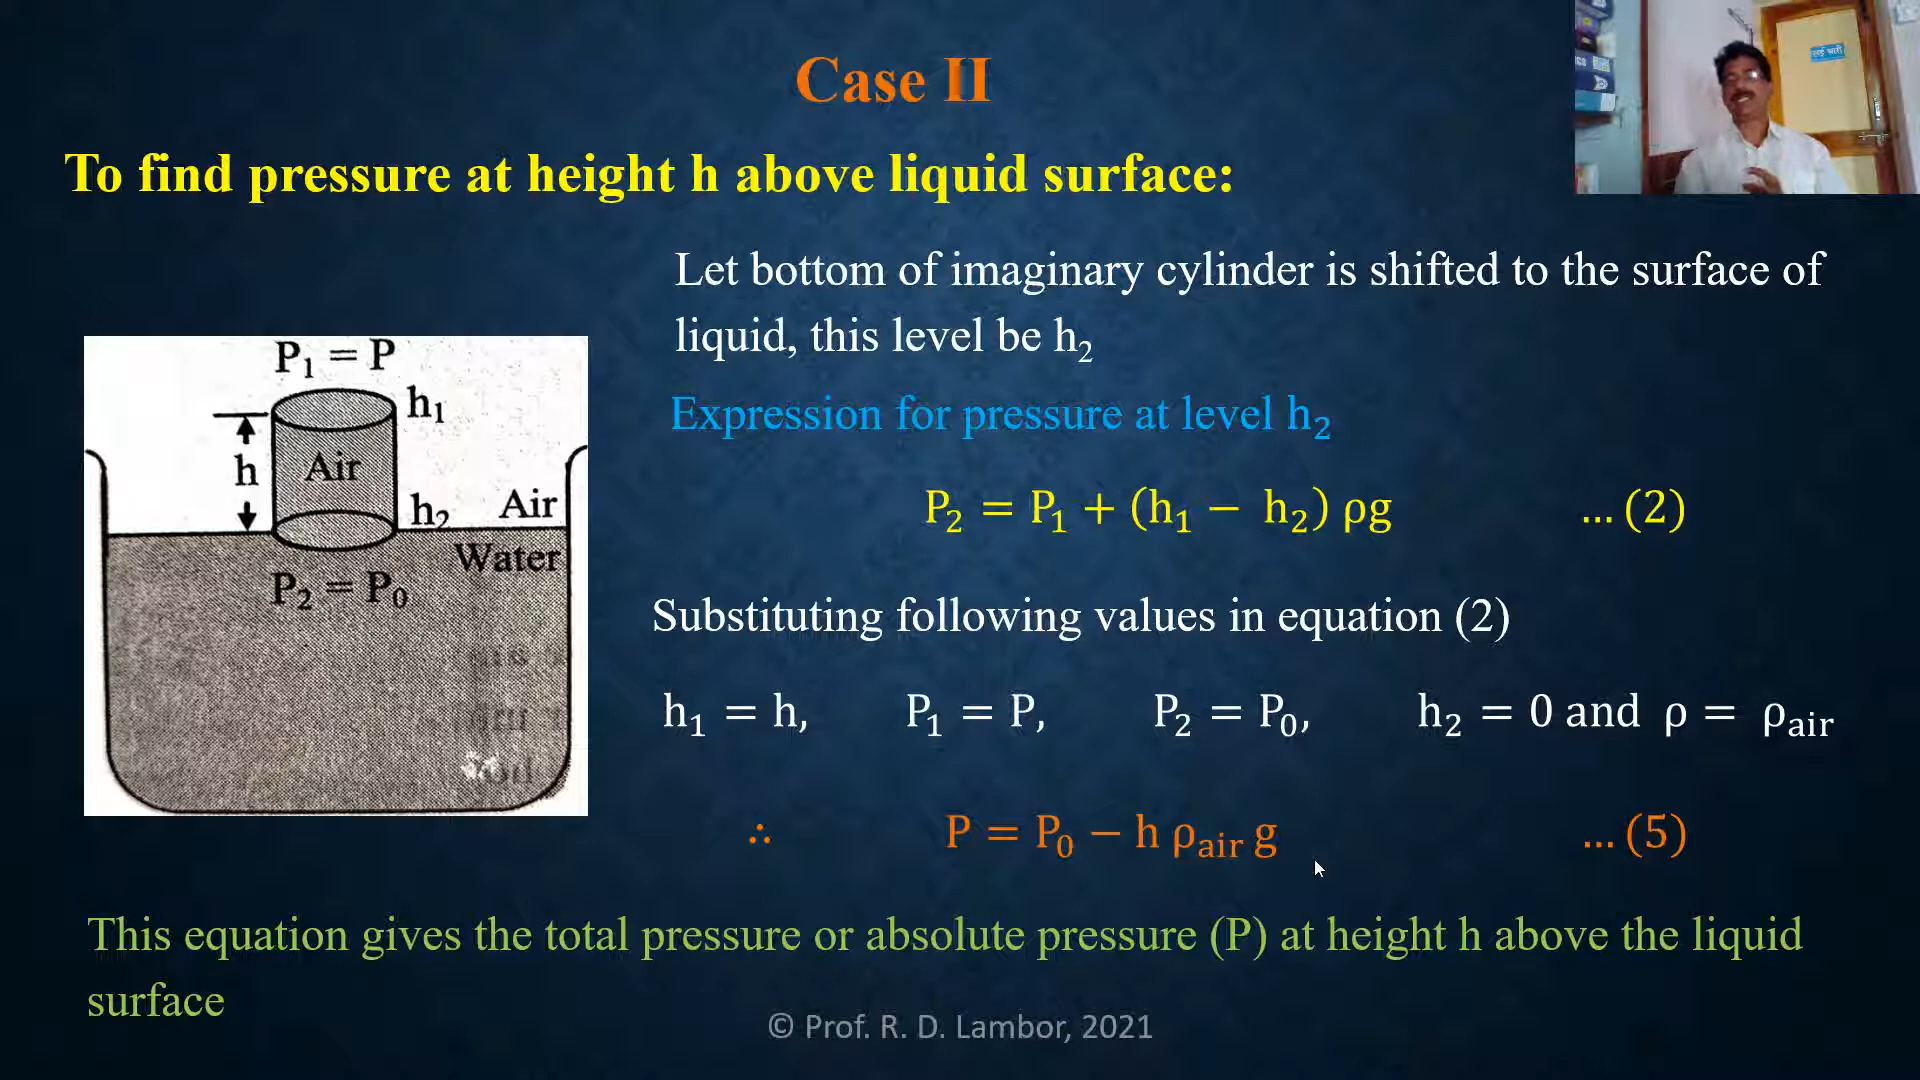 Case II
To find pressure at height h above liquid surface:
Let bottom of imaginary cylinder is shifted to the surface of
liquid, this level be h₂
Expression for pressure at level h₂
P₂ = P₁ + (h₁ − h₂) ρg … (2)
Substituting following values in equation (2)
h₁ = h, P₁ = P, P₂ = P₀, h₂ = 0 and ρ = ρair
∴ P = P₀ − h ρair g … (5)
This equation gives the total pressure or absolute pressure (P) at height h above the liquid
surface
© Prof. R. D. Lambor, 2021
P₁ = P
h₁
h
Air
h₂
Air
Water
P₂ = P₀